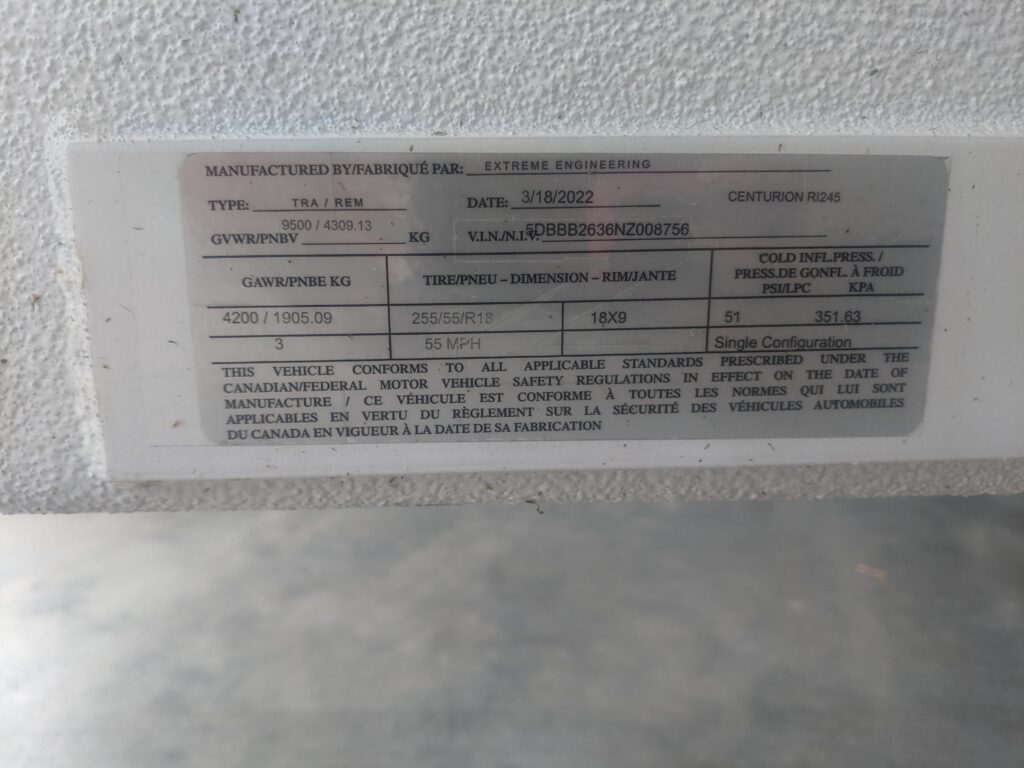 MANUFACTURED BY/FABRIQUÉ PAR: EXTREME ENGINEERING
TYPE: TRA / REM DATE: 3/18/2022 CENTURION RI245
GVWR/PNBV 9500 / 4309.13 KG V.I.N./N.I.V. 5DBBB2636NZ008756
GAWR/PNBE KG TIRE/PNEU – DIMENSION – RIM/JANTE COLD INFL.PRESS. /
PRESS.DE GONFL. À FROID
PSI/LPC KPA
4200 / 1905.09 255/55/R18 18X9 51 351.63
3 55 MPH Single Configuration
THIS VEHICLE CONFORMS TO ALL APPLICABLE STANDARDS PRESCRIBED UNDER THE
CANADIAN/FEDERAL MOTOR VEHICLE SAFETY REGULATIONS IN EFFECT ON THE DATE OF
MANUFACTURE / CE VÉHICULE EST CONFORME À TOUTES LES NORMES QUI LUI SONT
APPLICABLES EN VERTU DU RÈGLEMENT SUR LA SÉCURITÉ DES VÉHICULES AUTOMOBILES
DU CANADA EN VIGUEUR À LA DATE DE SA FABRICATION